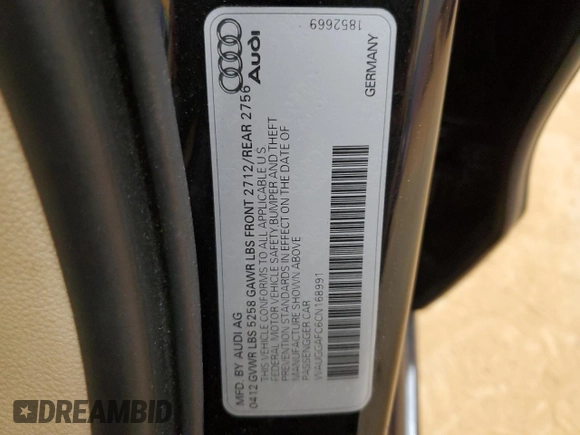 1852669
Audi
GERMANY
MFD. BY AUDI AG
0412 GVWR LBS 5258 GAWR LBS FRONT 2712/REAR 2756
THIS VEHICLE CONFORMS TO ALL APPLICABLE U.S.
FEDERAL MOTOR VEHICLE SAFETY BUMPER AND THEFT
PREVENTION STANDARDS IN EFFECT ON THE DATE OF
MANUFACTURE SHOWN ABOVE
PASSENGGER CAR
WAUGGAFC6CN168991
DREAMBID